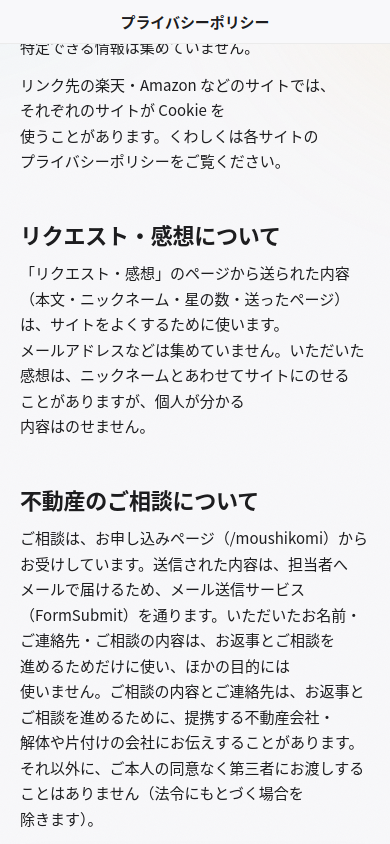 プライバシーポリシー
特定できる情報は集めていません。
リンク先の楽天・Amazon などのサイトでは、
それぞれのサイトが Cookie を
使うことがあります。くわしくは各サイトの
プライバシーポリシーをご覧ください。
リクエスト・感想について
「リクエスト・感想」のページから送られた内容
（本文・ニックネーム・星の数・送ったページ）
は、サイトをよくするために使います。
メールアドレスなどは集めていません。いただいた
感想は、ニックネームとあわせてサイトにのせる
ことがありますが、個人が分かる
内容はのせません。
不動産のご相談について
ご相談は、お申し込みページ（/moushikomi）から
お受けしています。送信された内容は、担当者へ
メールで届けるため、メール送信サービス
（FormSubmit）を通ります。いただいたお名前・
ご連絡先・ご相談の内容は、お返事とご相談を
進めるためだけに使い、ほかの目的には
使いません。ご相談の内容とご連絡先は、お返事と
ご相談を進めるために、提携する不動産会社・
解体や片付けの会社にお伝えすることがあります。
それ以外に、ご本人の同意なく第三者にお渡しする
ことはありません（法令にもとづく場合を
除きます）。